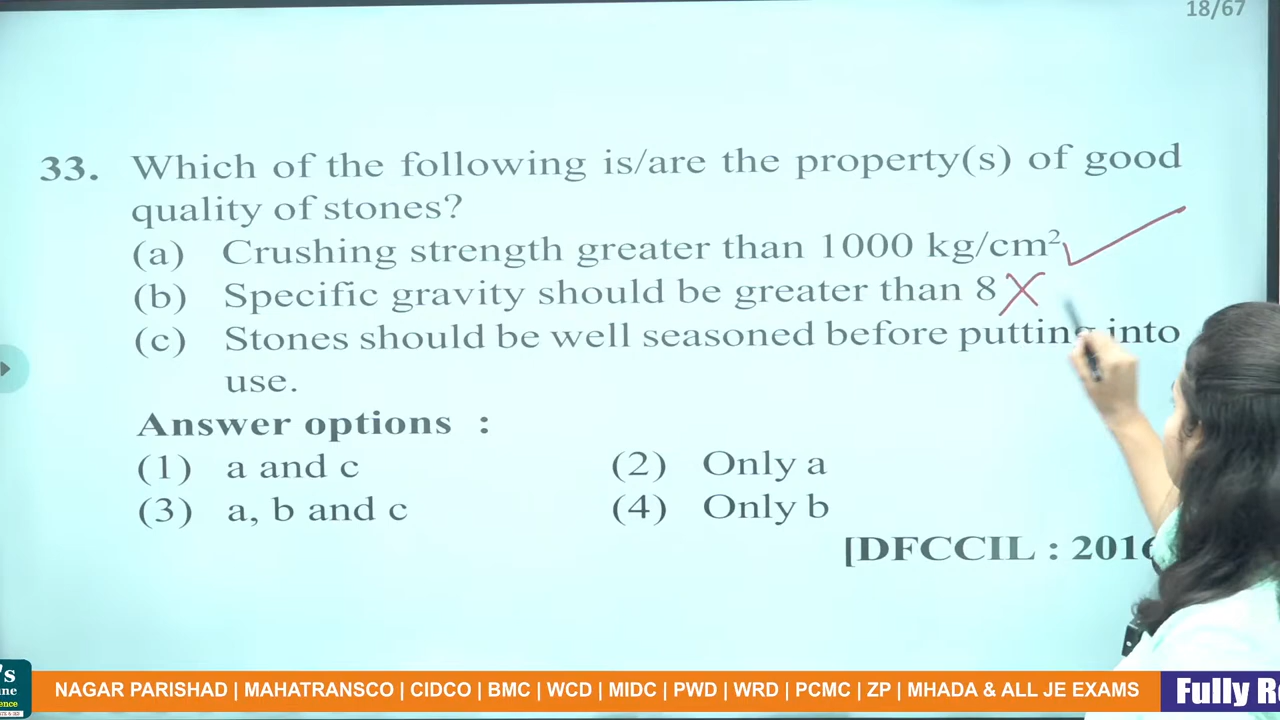 18/67
33. Which of the following is/are the property(s) of good
quality of stones?
(a) Crushing strength greater than 1000 kg/cm²
(b) Specific gravity should be greater than 8
(c) Stones should be well seasoned before putting into
use.
Answer options :
(1) a and c (2) Only a
(3) a, b and c (4) Only b
[DFCCIL : 2016
NAGAR PARISHAD | MAHATRANSCO | CIDCO | BMC | WCD | MIDC | PWD | WRD | PCMC | ZP | MHADA & ALL JE EXAMS
Fully